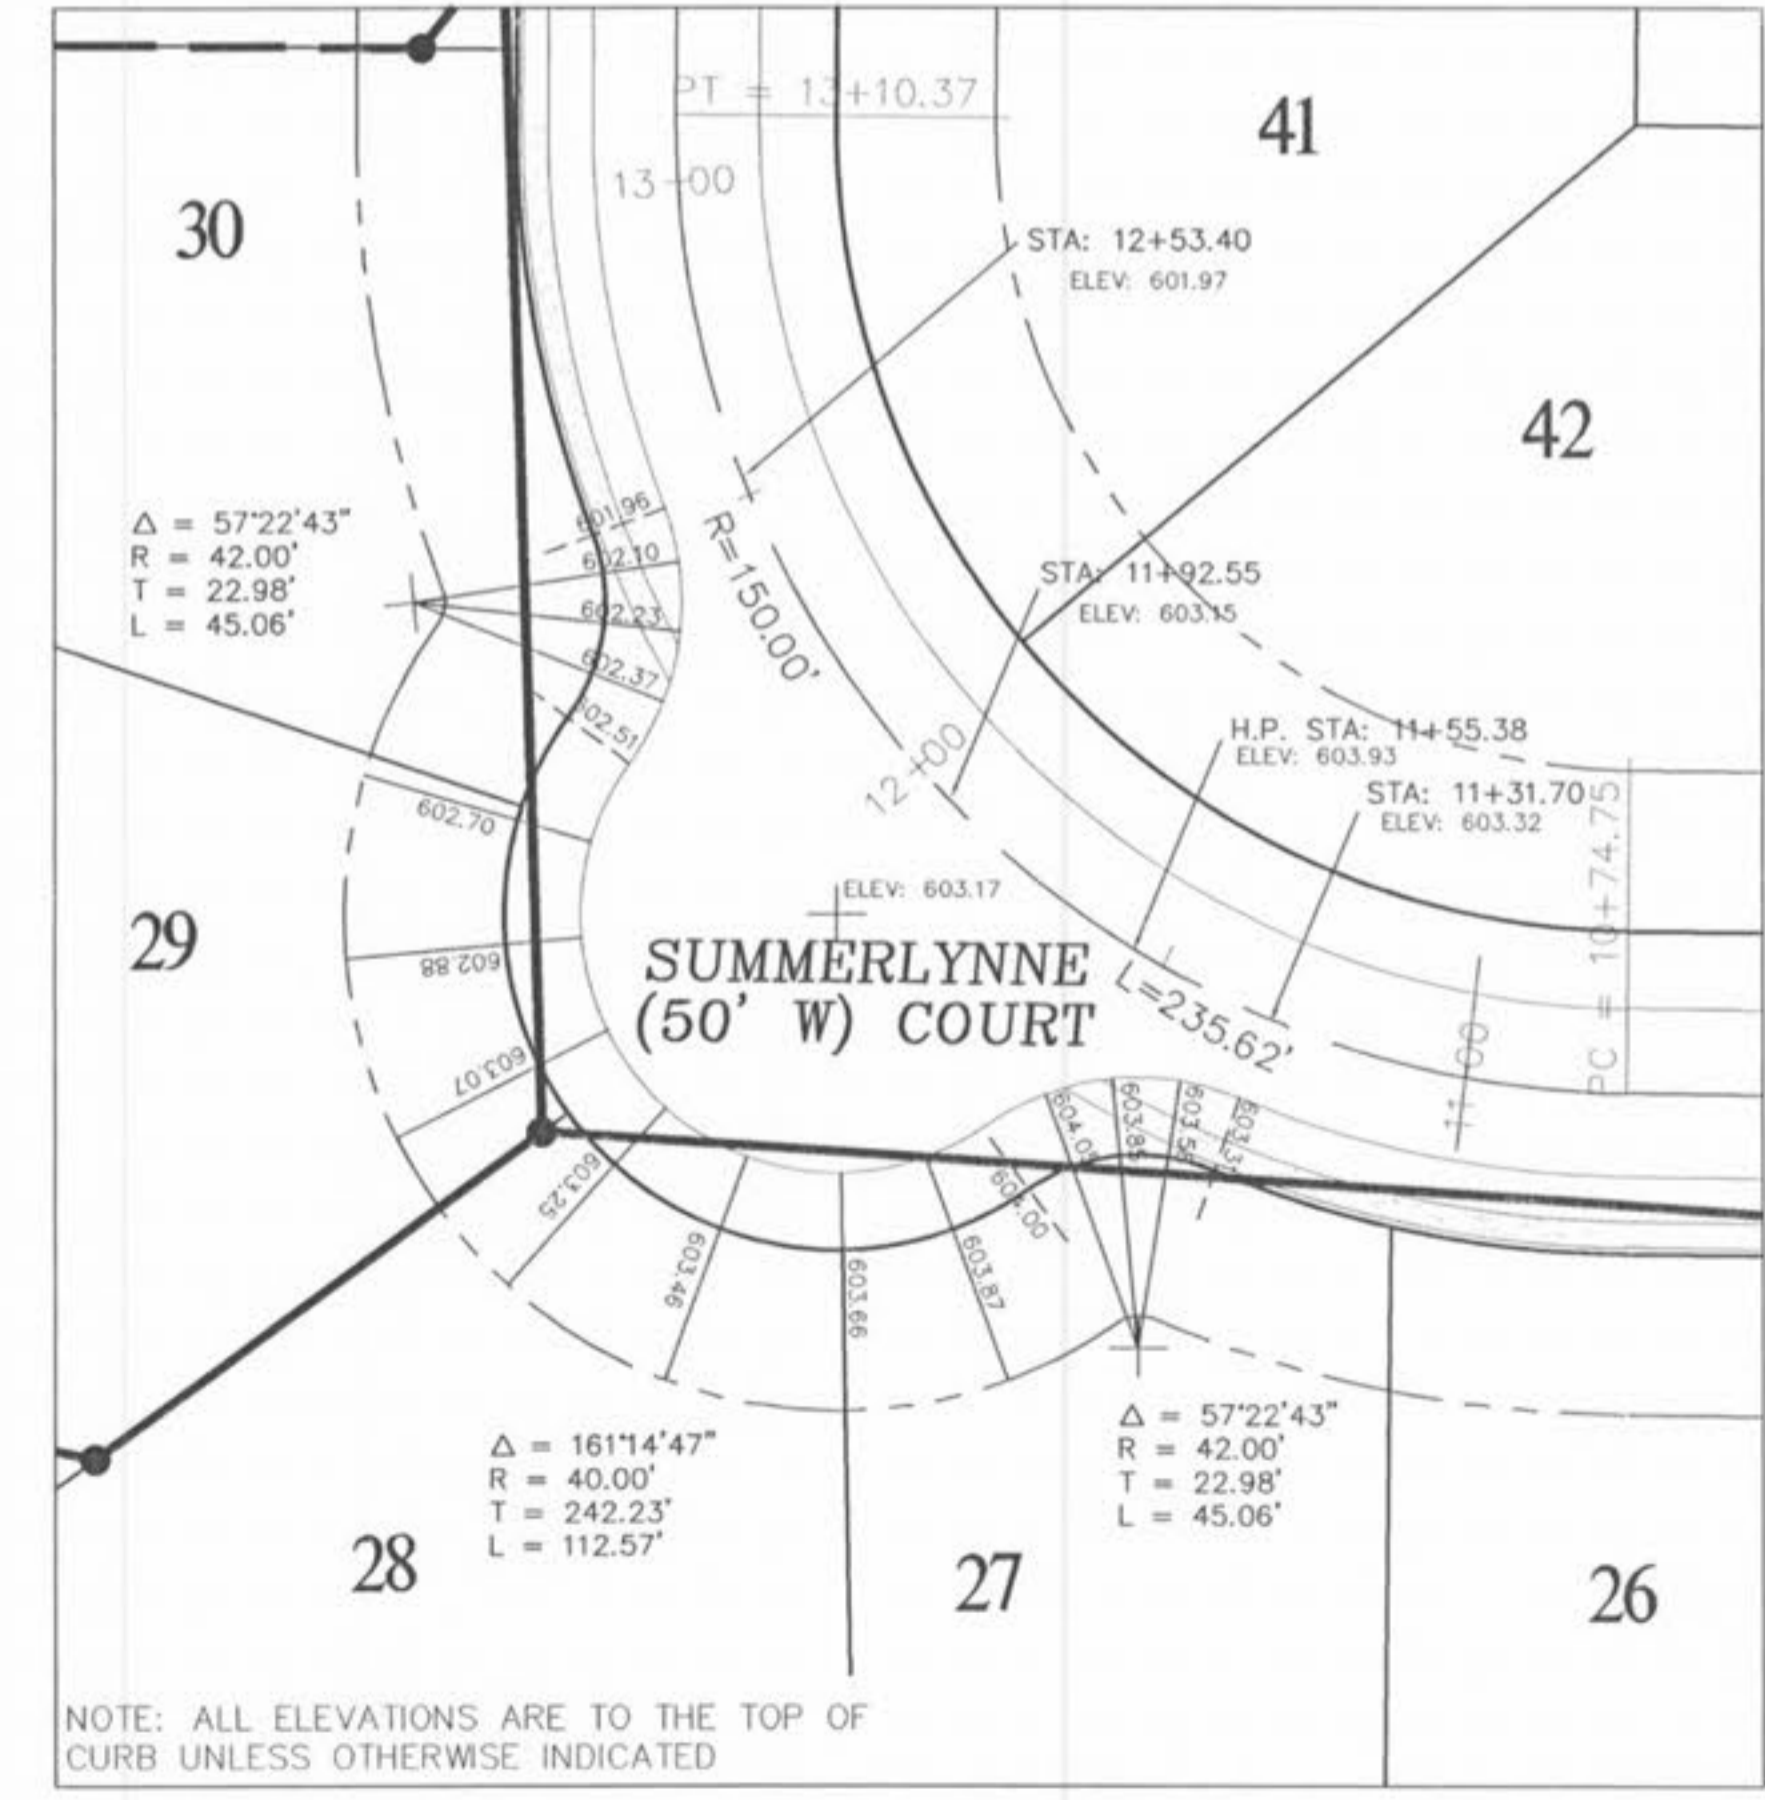 PT = 13+10.37
41
13+00
30
STA: 12+53.40
ELEV: 601.97
42
601.96
Δ = 57°22'43"
R = 42.00'
T = 22.98'
L = 45.06'
602.10
602.23
602.37
602.51
R=150.00'
STA: 11+92.55
ELEV: 603.15
H.P. STA: 11+55.38
ELEV: 603.93
12+00
STA: 11+31.70
ELEV: 603.32
PC = 10+74.75
602.70
ELEV: 603.17
29
602.88
SUMMERLYNNE
(50' W) COURT
L=235.62'
11+00
603.07
603.25
603.46
603.66
603.87
604.00
Δ = 161°14'47"
R = 40.00'
T = 242.23'
L = 112.57'
Δ = 57°22'43"
R = 42.00'
T = 22.98'
L = 45.06'
28
27
26
NOTE: ALL ELEVATIONS ARE TO THE TOP OF
CURB UNLESS OTHERWISE INDICATED